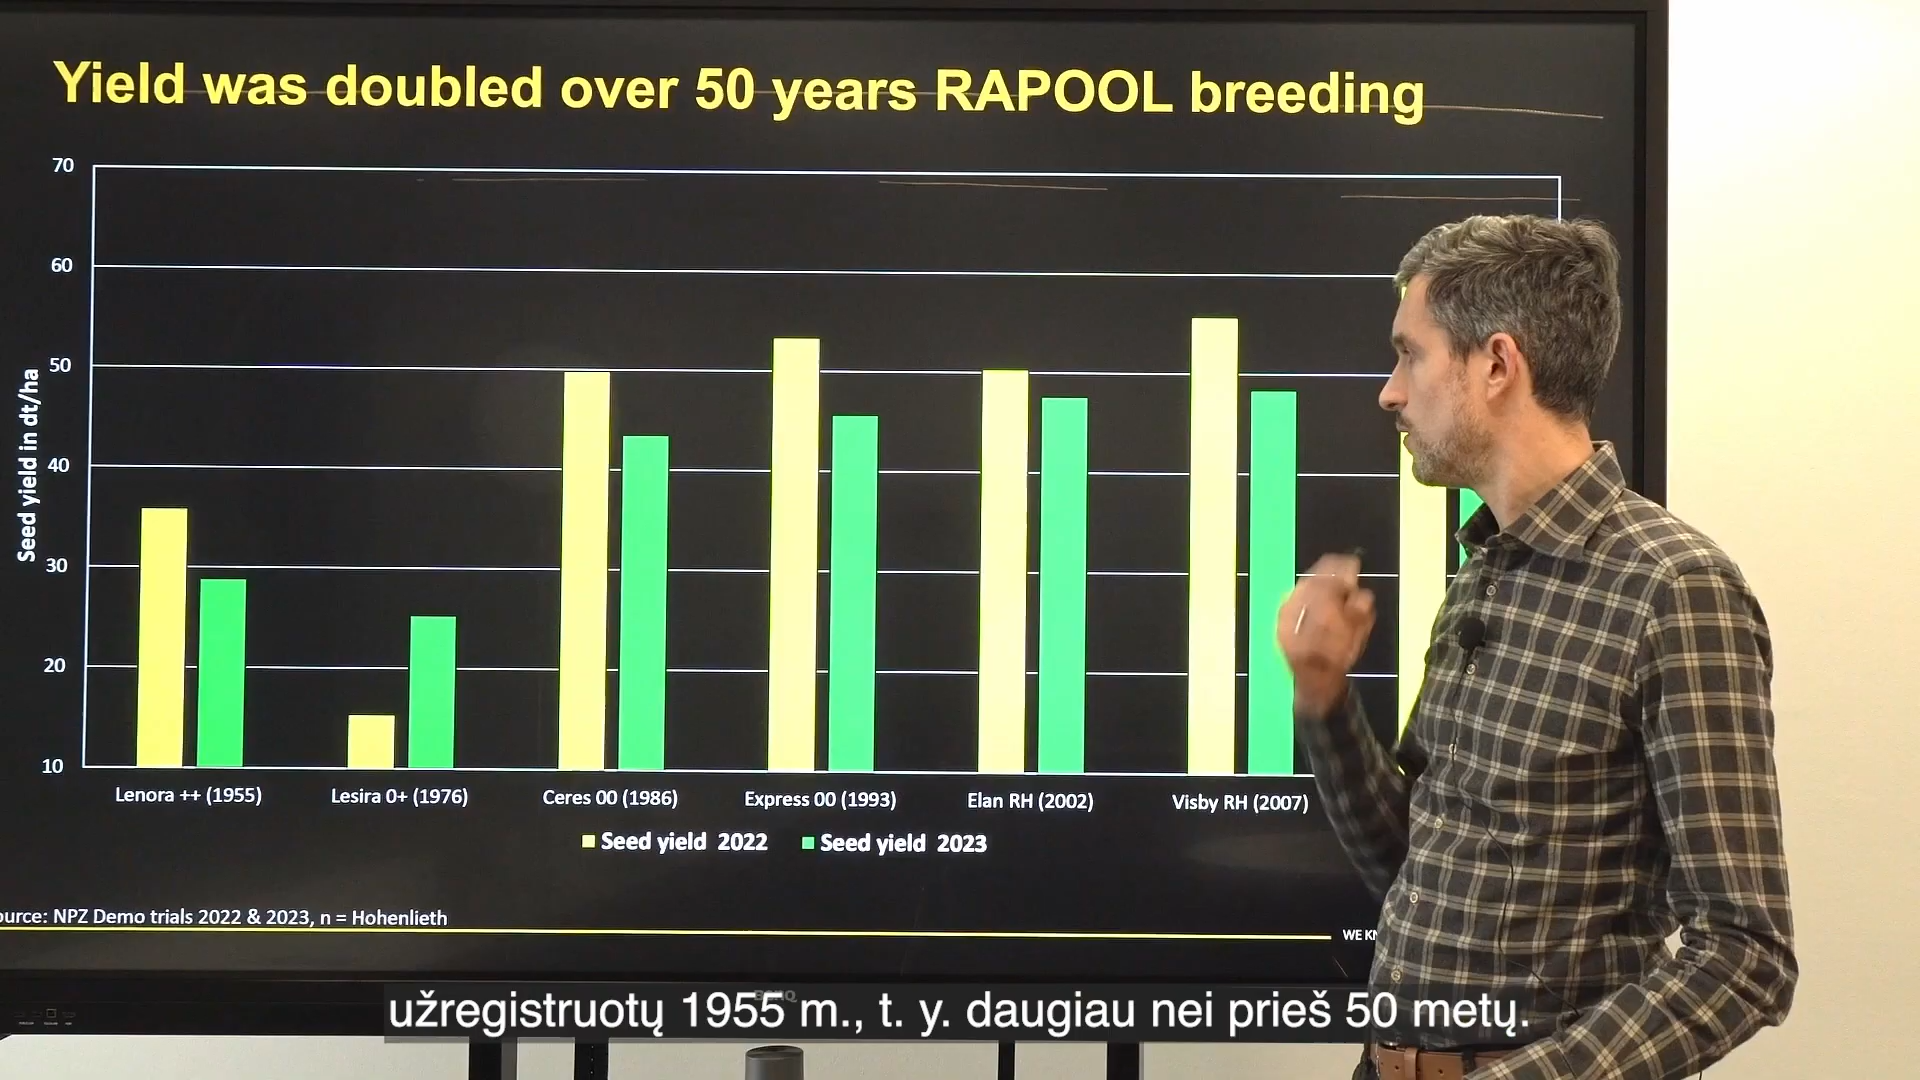 Yield was doubled over 50 years RAPOOL breeding
70
60
50
40
30
20
10
Seed yield in dt/ha
Lenora ++ (1955)
Lesira 0+ (1976)
Ceres 00 (1986)
Express 00 (1993)
Elan RH (2002)
Visby RH (2007)
Seed yield 2022
Seed yield 2023
NPZ Demo trials 2022 & 2023, n = Hohenlieth
WE
BENQ
užregistruotų 1955 m., t. y. daugiau nei prieš 50 metų.